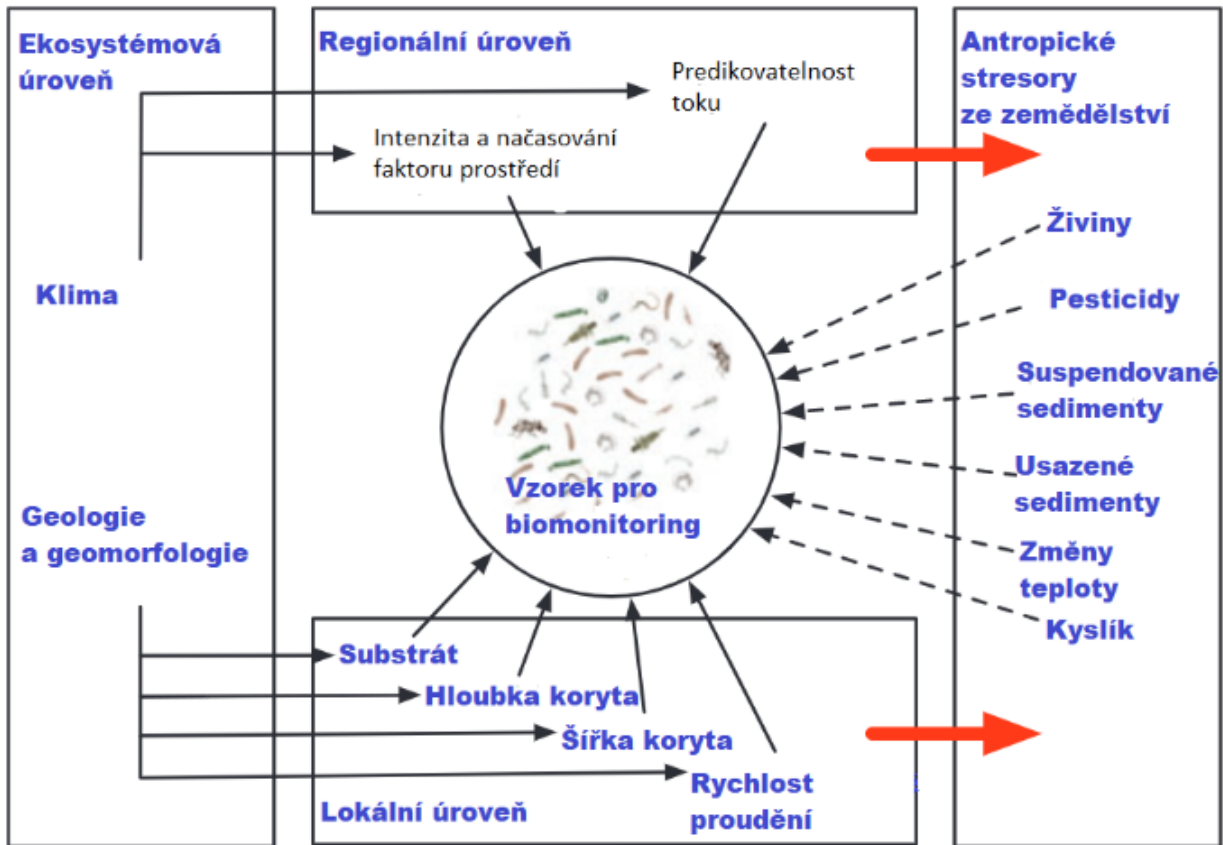 Ekosystémová
úroveň
Klima
Geologie
a geomorfologie
Regionální úroveň
Predikovatelnost
toku
Intenzita a načasování
faktoru prostředí
Vzorek pro
biomonitoring
Substrát
Hloubka koryta
Šířka koryta
Rychlost
proudění
Lokální úroveň
Antropické
stresory
ze zemědělství
Živiny
Pesticidy
Suspendované
sedimenty
Usazené
sedimenty
Změny
teploty
Kyslík